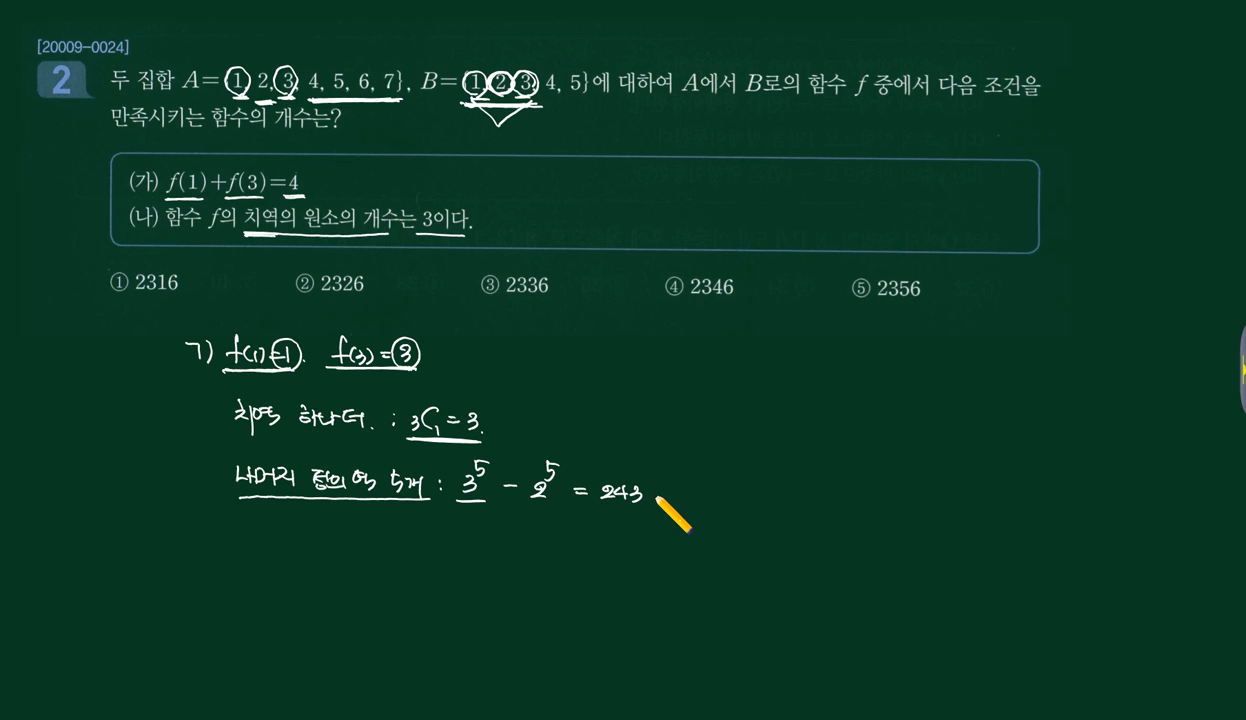 [20009-0024]
2 두 집합 A={1, 2, 3, 4, 5, 6, 7}, B={1, 2, 3, 4, 5}에 대하여 A에서 B로의 함수 f 중에서 다음 조건을
만족시키는 함수의 개수는?
(가) f(1)+f(3)=4
(나) 함수 f의 치역의 원소의 개수는 3이다.
① 2316 ② 2326 ③ 2336 ④ 2346 ⑤ 2356
ㄱ) f(1)=1. f(3)=3
치역 하나더. : ₃C₁ = 3.
나머지 정의역 5개 : 3⁵ - 2⁵ = 243